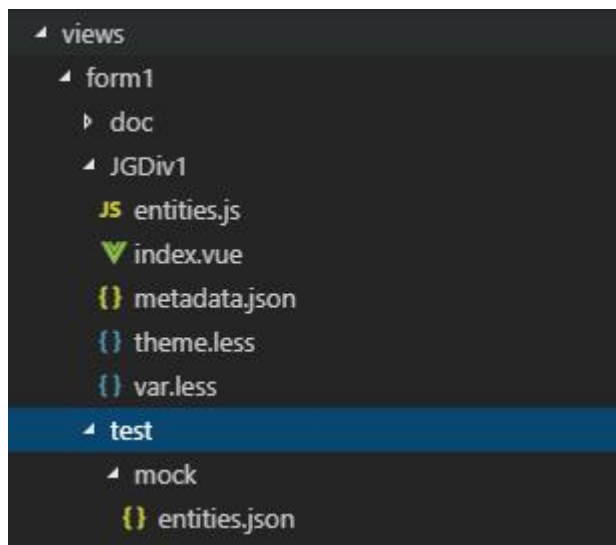 views
form1
doc
JGDiv1
JS entities.js
index.vue
{} metadata.json
{} theme.less
{} var.less
test
mock
{} entities.json